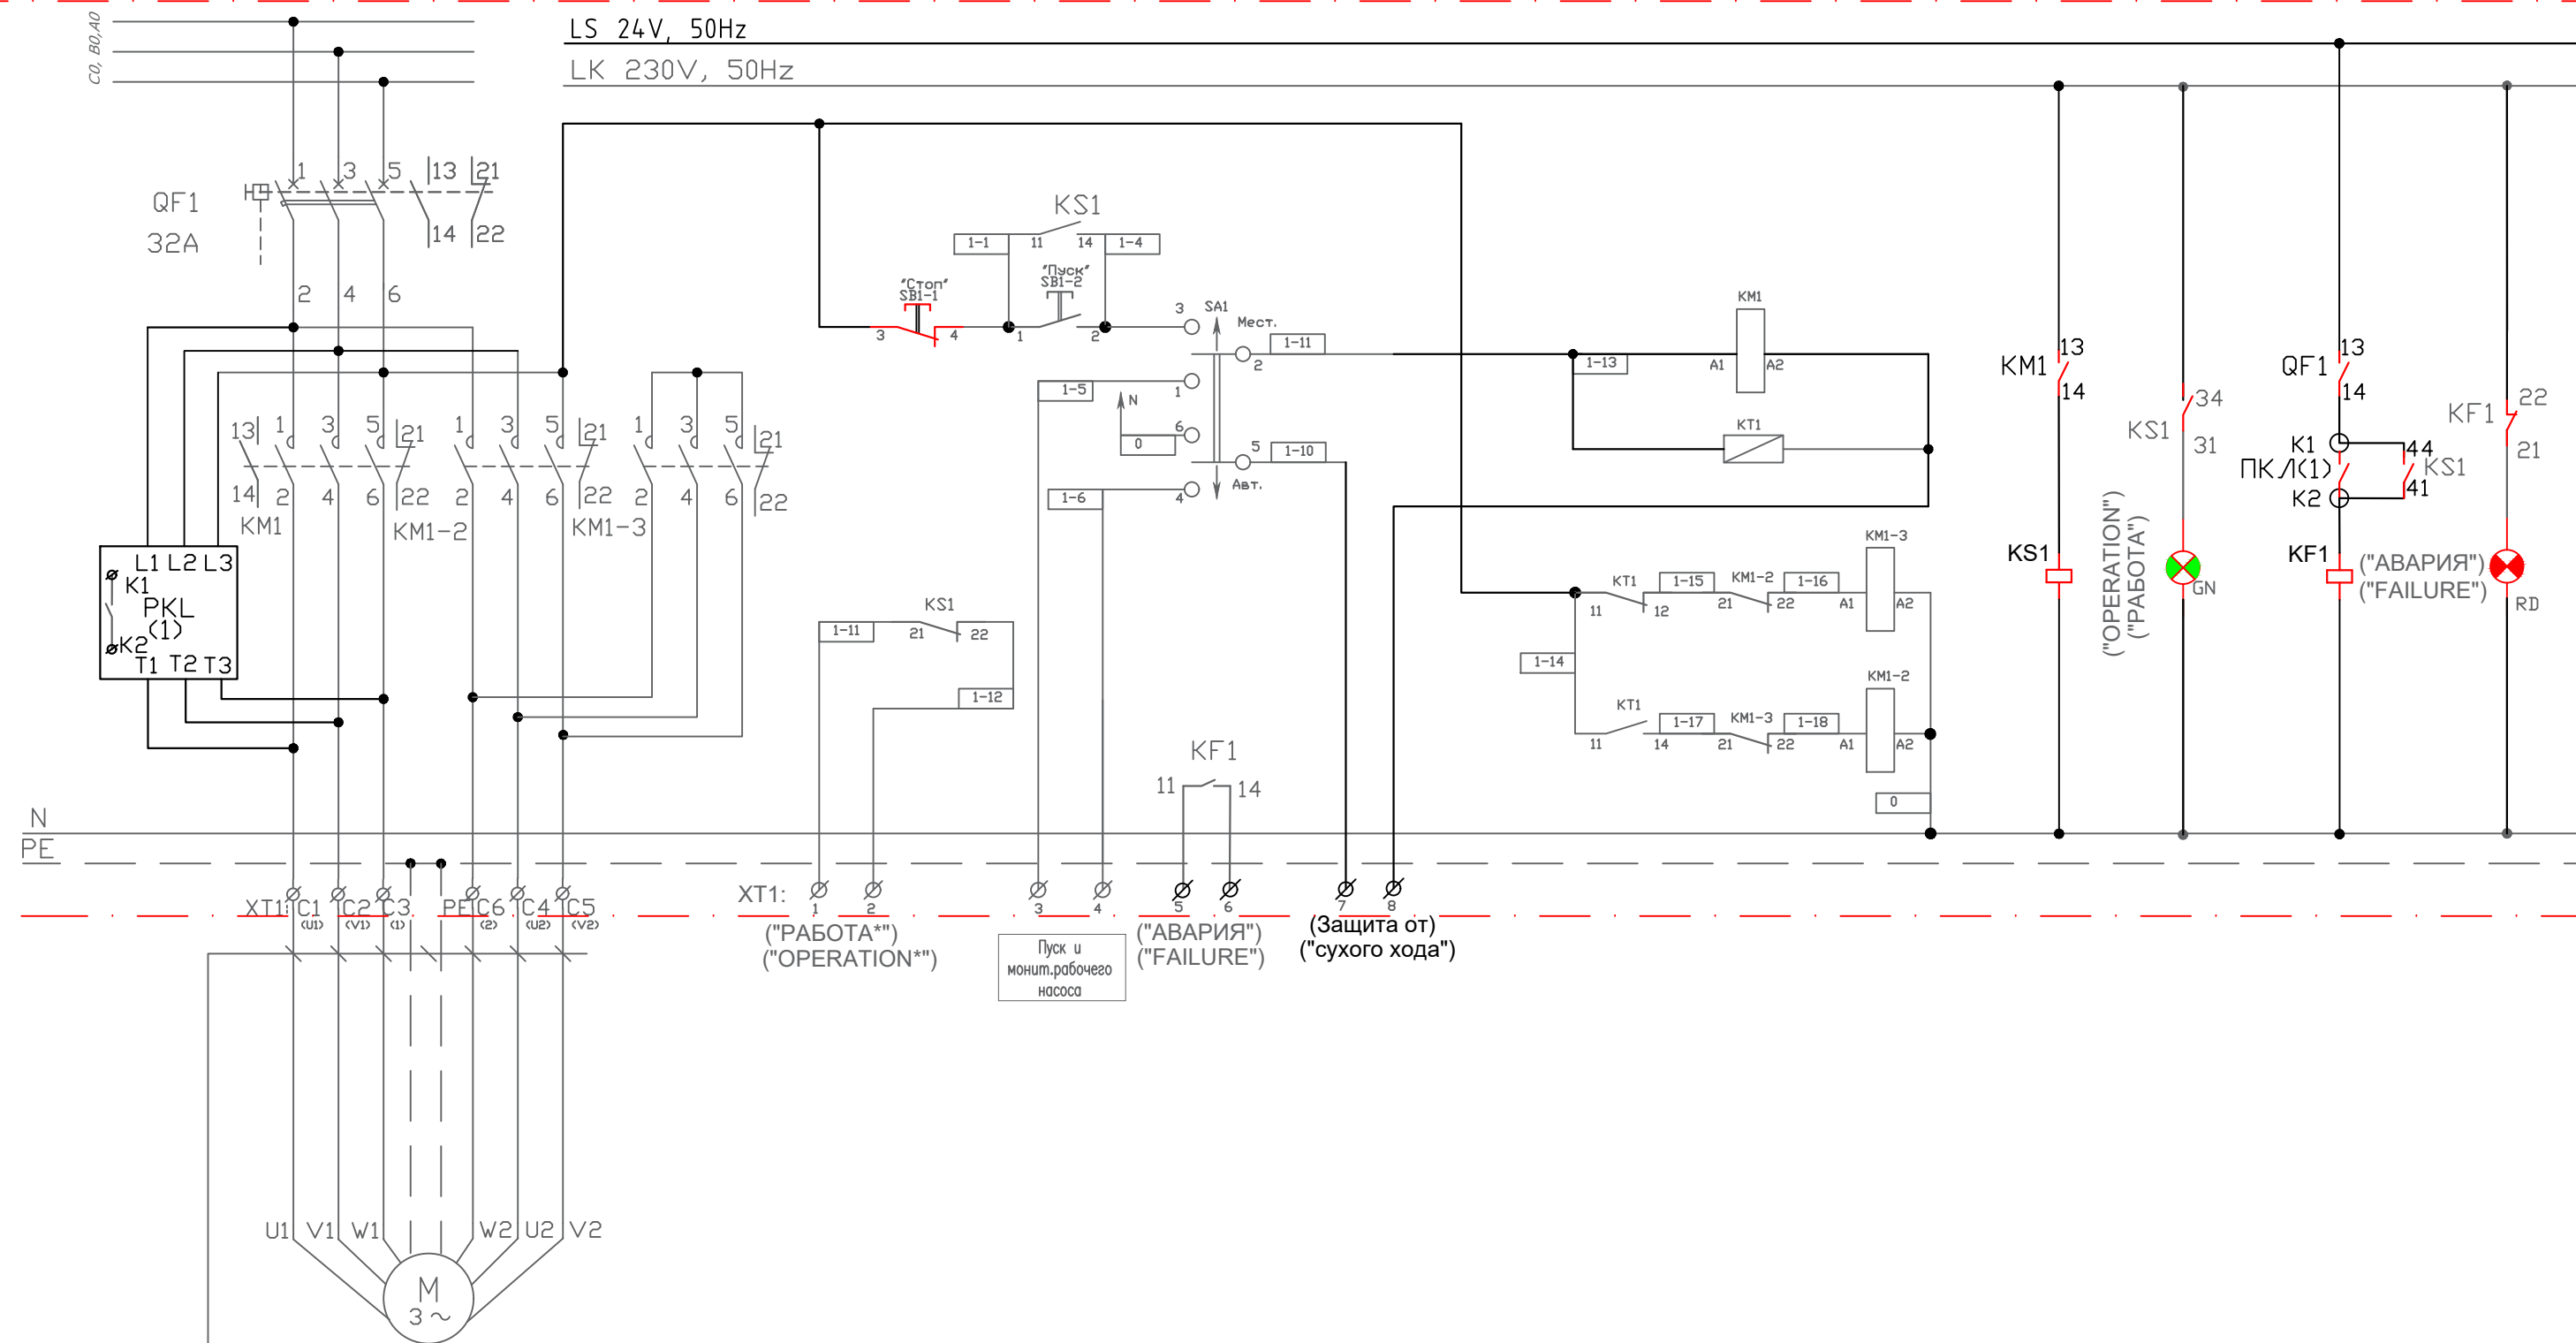 C0, B0,A0
LS 24V, 50Hz
LK 230V, 50Hz
QF1
32A
1 3 5 13 21
14 22
2 4 6
KS1
1-1 11 14 1-4
"Стоп"
SB1-1
3 4
"Пуск"
SB1-2
1 2
3 SA1
Мест.
1-11
2
1-5 1
N
6
0
5 1-10
1-6 4
Авт.
KM1
1-13 A1 A2
KT1
13 1 3 5 21
14 2 4 6 22
KM1
1 3 5 21
2 4 6 22
KM1-2
1 3 5 21
2 4 6 22
KM1-3
L1 L2 L3
K1
PKL
(1)
K2
T1 T2 T3
KS1
1-11 21 22
1-12
KF1
11 14
KM1-3
KT1 1-15 KM1-2 1-16
11 12 21 22 A1 A2
1-14
KM1-2
KT1 1-17 KM1-3 1-18
11 14 21 22 A1 A2
0
KM1
13
14
KS1
34
KS1
31
GN
("OPERATION")
("РАБОТА")
QF1
13
14
K1
ПКЛ(1)
K2
44
KS1
41
KF1
22
KF1
21
("АВАРИЯ")
("FAILURE")
RD
N
PE
XT1: C1 C2 C3 PE C6 C4 C5
(U1) (V1) (1) (2) (U2) (V2)
XT1:
1 2 3 4 5 6 7 8
("РАБОТА*")
("OPERATION*")
Пуск и
монит.рабочего
насоса
("АВАРИЯ")
("FAILURE")
(Защита от)
("сухого хода")
U1 V1 W1 W2 U2 V2
M
3 ~